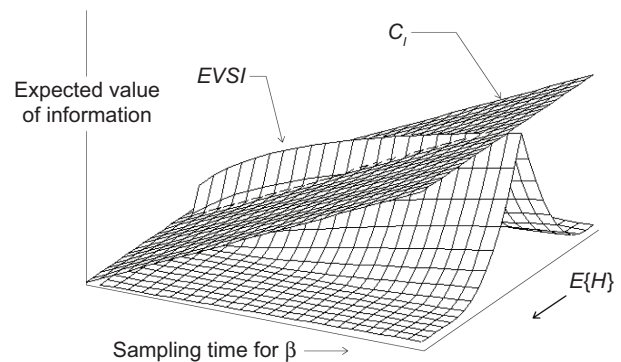 C_I
EVSI
Expected value
of information
E{H}
Sampling time for β